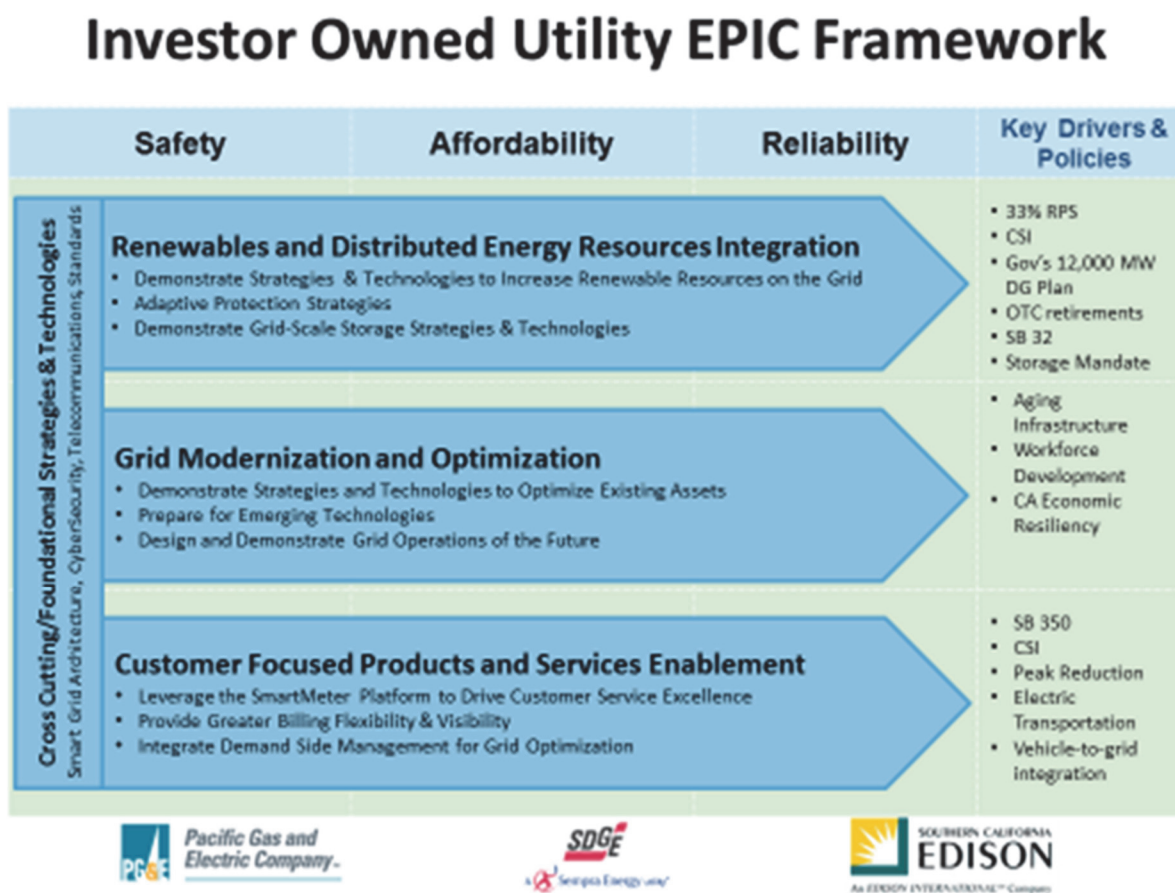 Investor Owned Utility EPIC Framework
Safety
Affordability
Reliability
Key Drivers &
Policies
Cross Cutting/Foundational Strategies & Technologies
Smart Grid Architecture, CyberSecurity, Telecommunications, Standards
Renewables and Distributed Energy Resources Integration
• Demonstrate Strategies & Technologies to Increase Renewable Resources on the Grid
• Adaptive Protection Strategies
• Demonstrate Grid-Scale Storage Strategies & Technologies
▪ 33% RPS
▪ CSI
▪ Gov's 12,000 MW
DG Plan
▪ OTC retirements
▪ SB 32
▪ Storage Mandate
Grid Modernization and Optimization
• Demonstrate Strategies and Technologies to Optimize Existing Assets
• Prepare for Emerging Technologies
• Design and Demonstrate Grid Operations of the Future
▪ Aging
Infrastructure
▪ Workforce
Development
▪ CA Economic
Resiliency
Customer Focused Products and Services Enablement
• Leverage the SmartMeter Platform to Drive Customer Service Excellence
• Provide Greater Billing Flexibility & Visibility
• Integrate Demand Side Management for Grid Optimization
▪ SB 350
▪ CSI
▪ Peak Reduction
▪ Electric
Transportation
▪ Vehicle-to-grid
integration
PG&E
Pacific Gas and
Electric Company
SDGE
A Sempra Energy utility
SOUTHERN CALIFORNIA
EDISON
An EDISON INTERNATIONAL Company